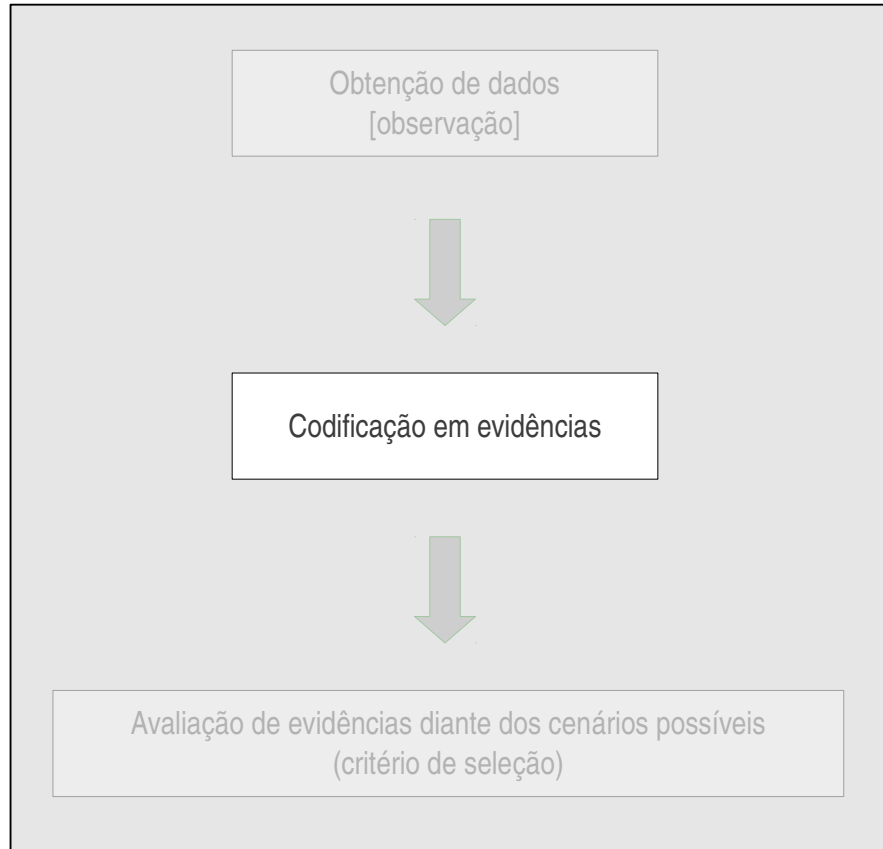 Obtenção de dados
[observação]
Codificação em evidências
Avaliação de evidências diante dos cenários possíveis
(critério de seleção)